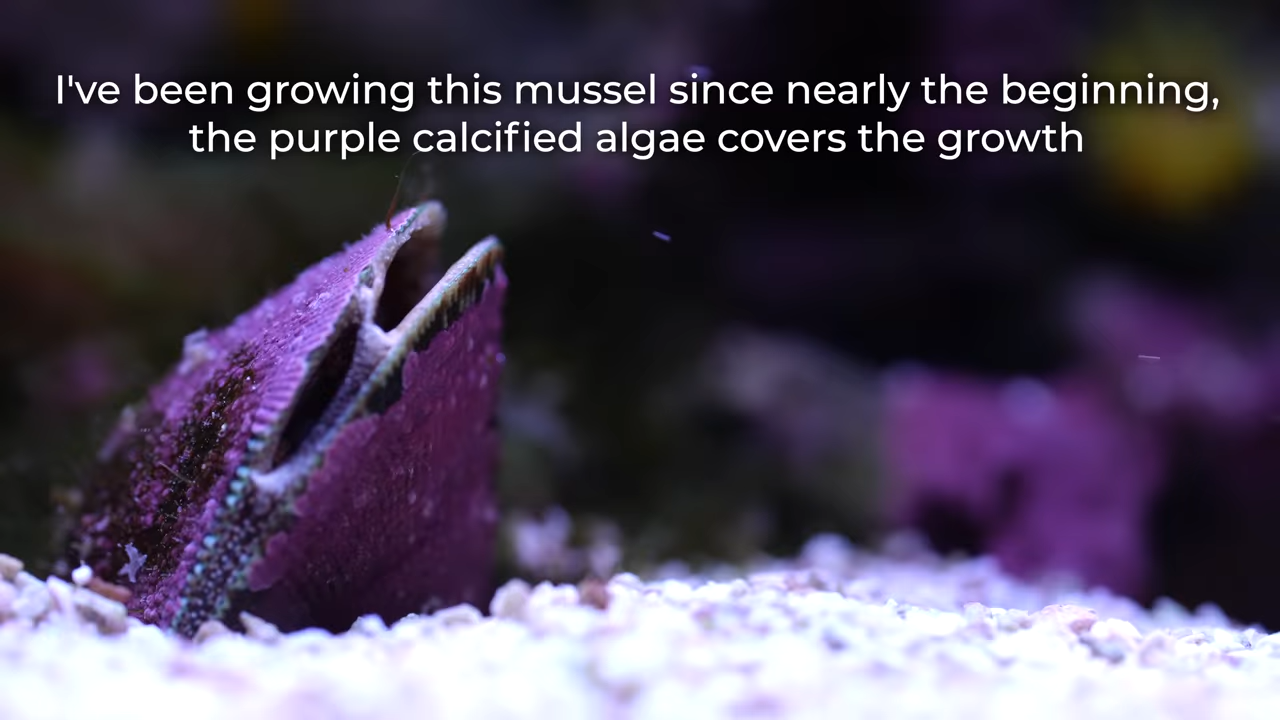 I've been growing this mussel since nearly the beginning,
the purple calcified algae covers the growth